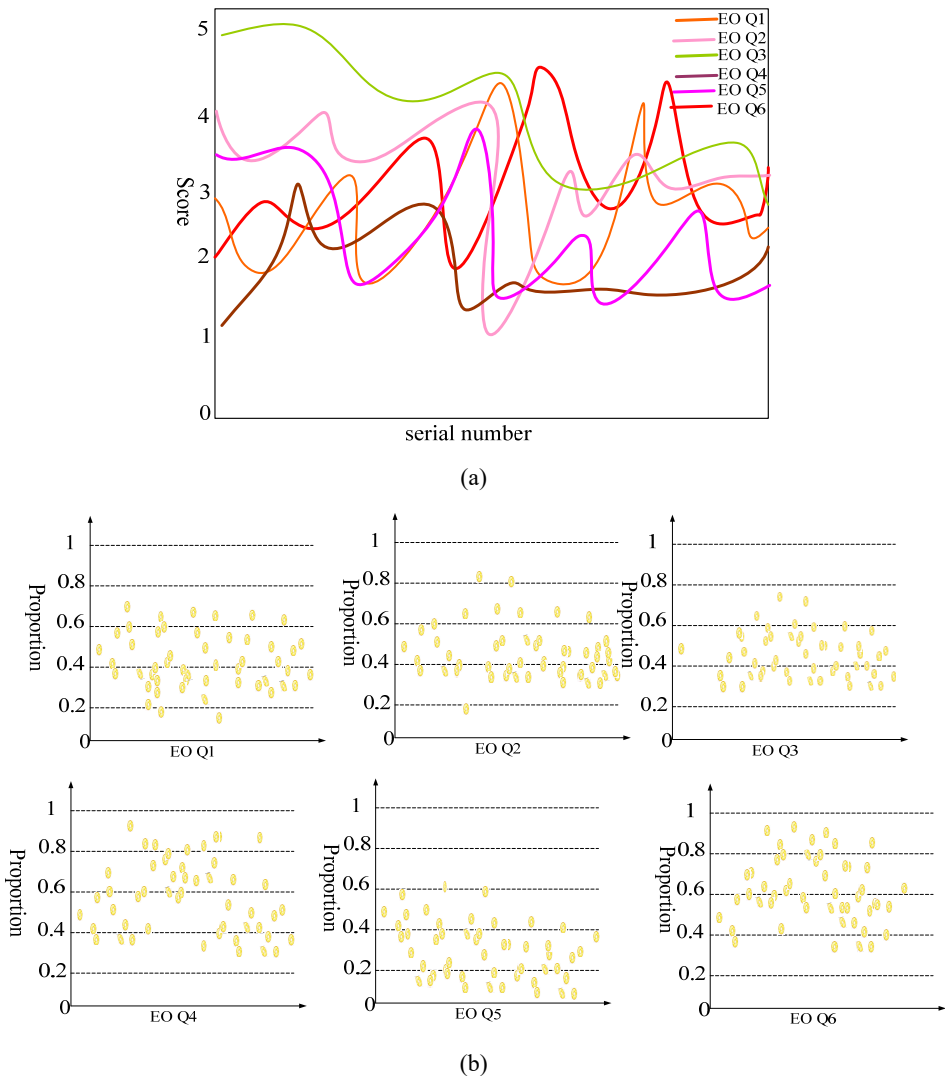 5
4
3
2
1
0
Score
EO Q1
EO Q2
EO Q3
EO Q4
EO Q5
EO Q6
serial number
(a)
1
0.8
0.6
0.4
0.2
0
Proportion
EO Q1
1
0.8
0.6
0.4
0.2
0
Proportion
EO Q2
1
0.8
0.6
0.4
0.2
0
Proportion
EO Q3
1
0.8
0.6
0.4
0.2
0
Proportion
EO Q4
1
0.8
0.6
0.4
0.2
0
Proportion
EO Q5
1
0.8
0.6
0.4
0.2
0
Proportion
EO Q6
(b)